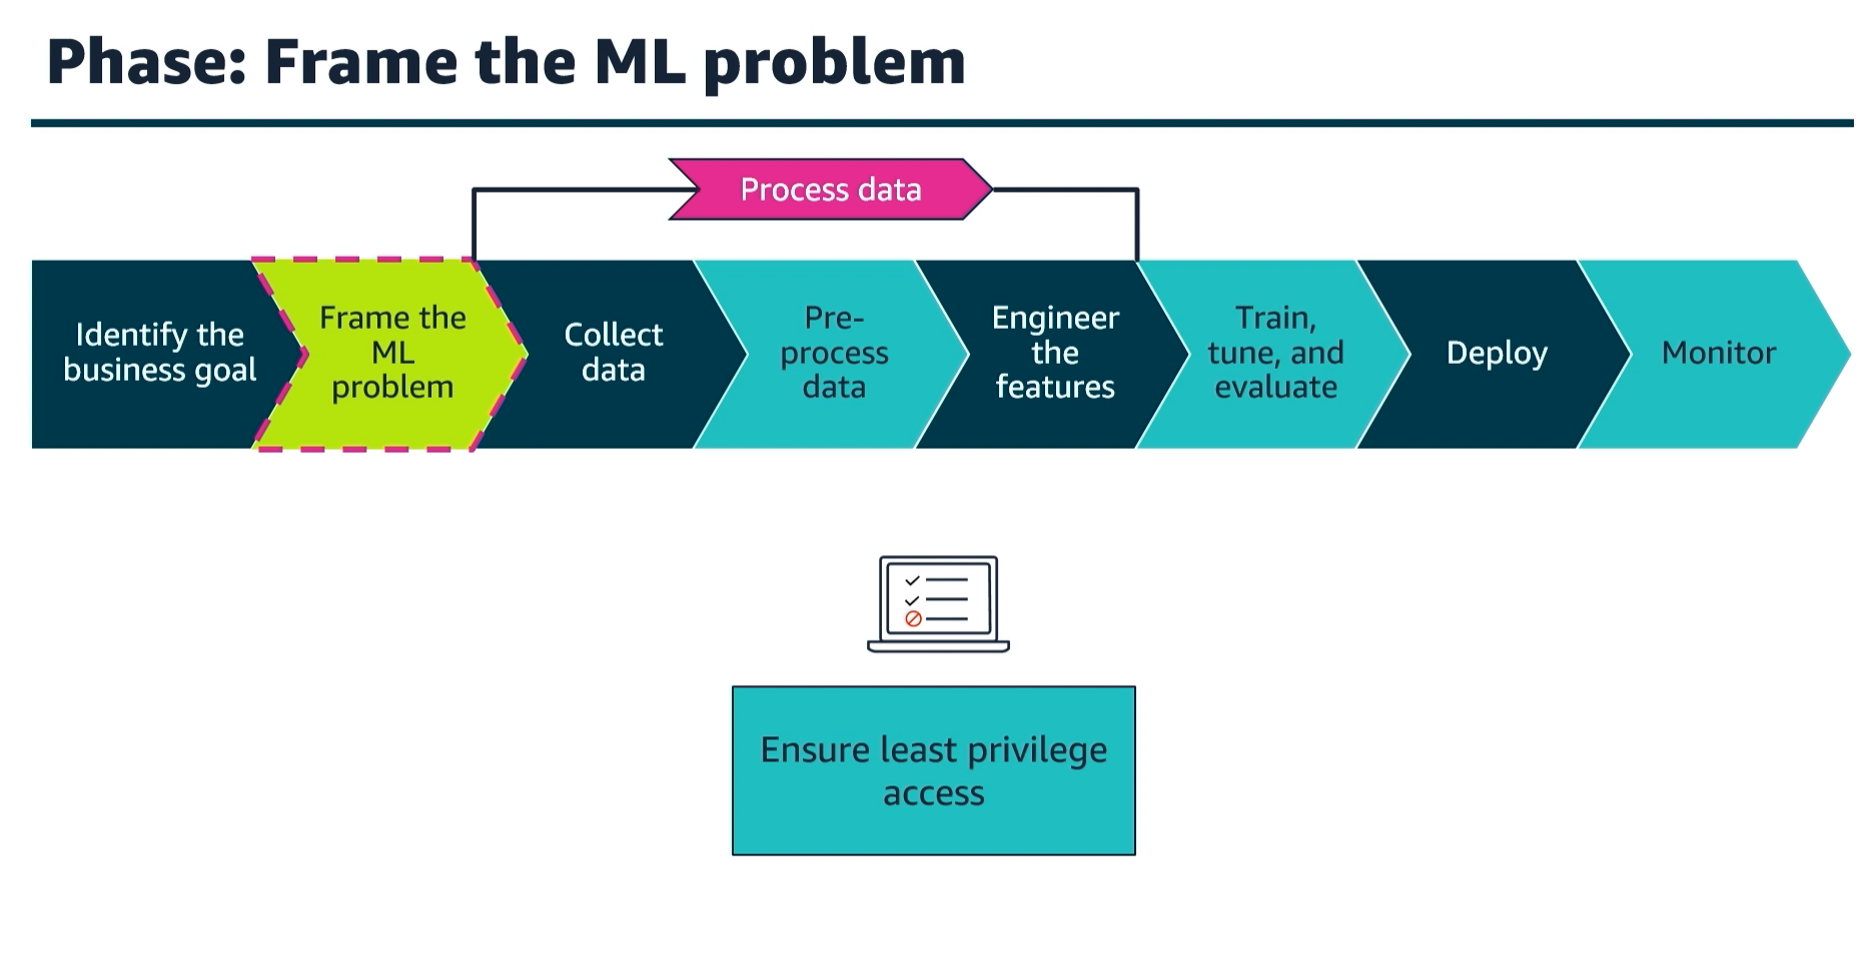 Phase: Frame the ML problem
Process data
Identify the
business goal
Frame the
ML
problem
Collect
data
Pre-
process
data
Engineer
the
features
Train,
tune, and
evaluate
Deploy
Monitor
Ensure least privilege
access